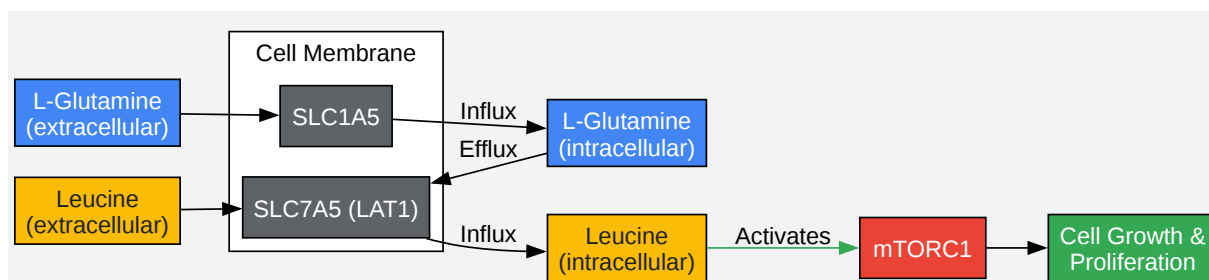 Cell Membrane
L-Glutamine
(extracellular)
SLC1A5
Influx
L-Glutamine
(intracellular)
Efflux
Leucine
(extracellular)
SLC7A5 (LAT1)
Influx
Leucine
(intracellular)
Activates
mTORC1
Cell Growth &
Proliferation